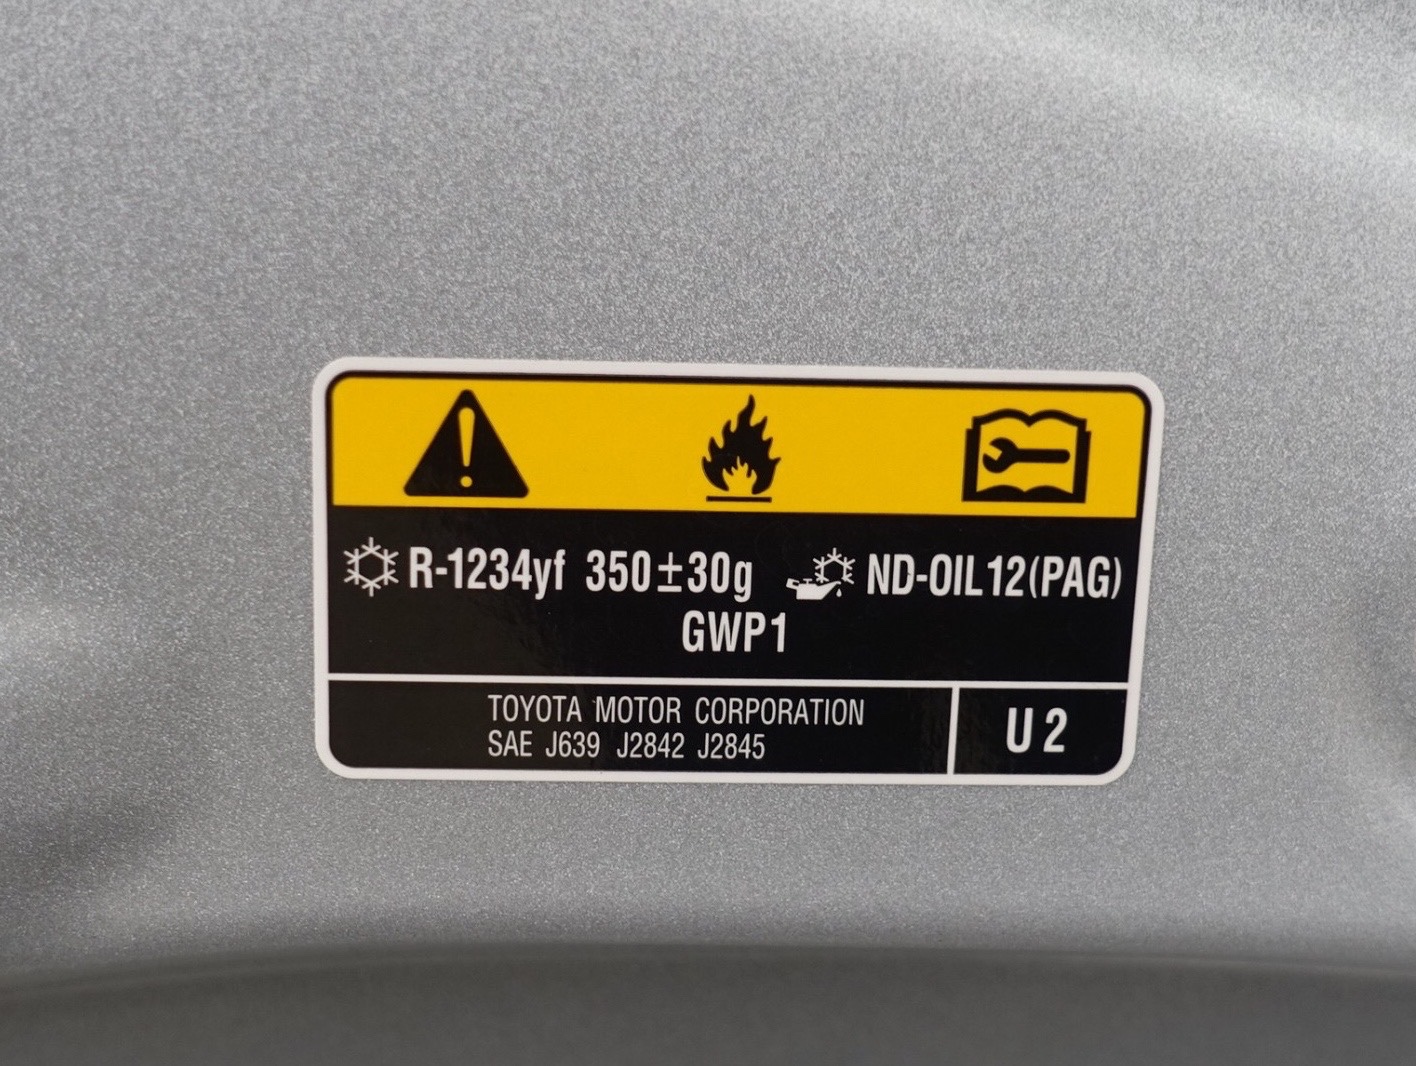 R-1234yf 350±30g ND-OIL12(PAG)
GWP1
TOYOTA MOTOR CORPORATION
SAE J639 J2842 J2845
U2